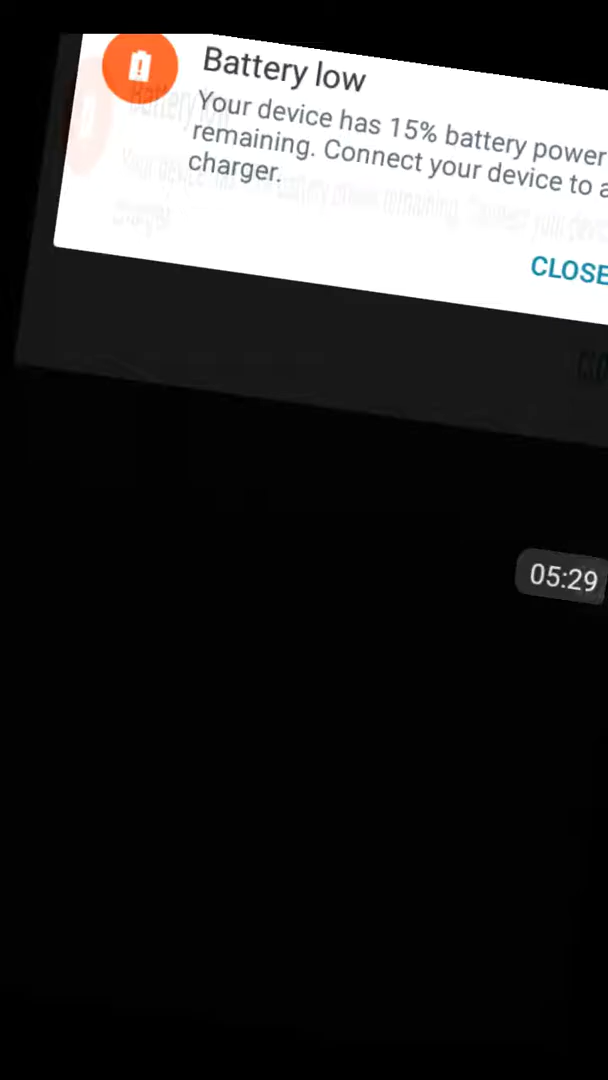 Battery low
Your device has 15% battery power
remaining. Connect your device to a
charger.
CLOSE
05:29